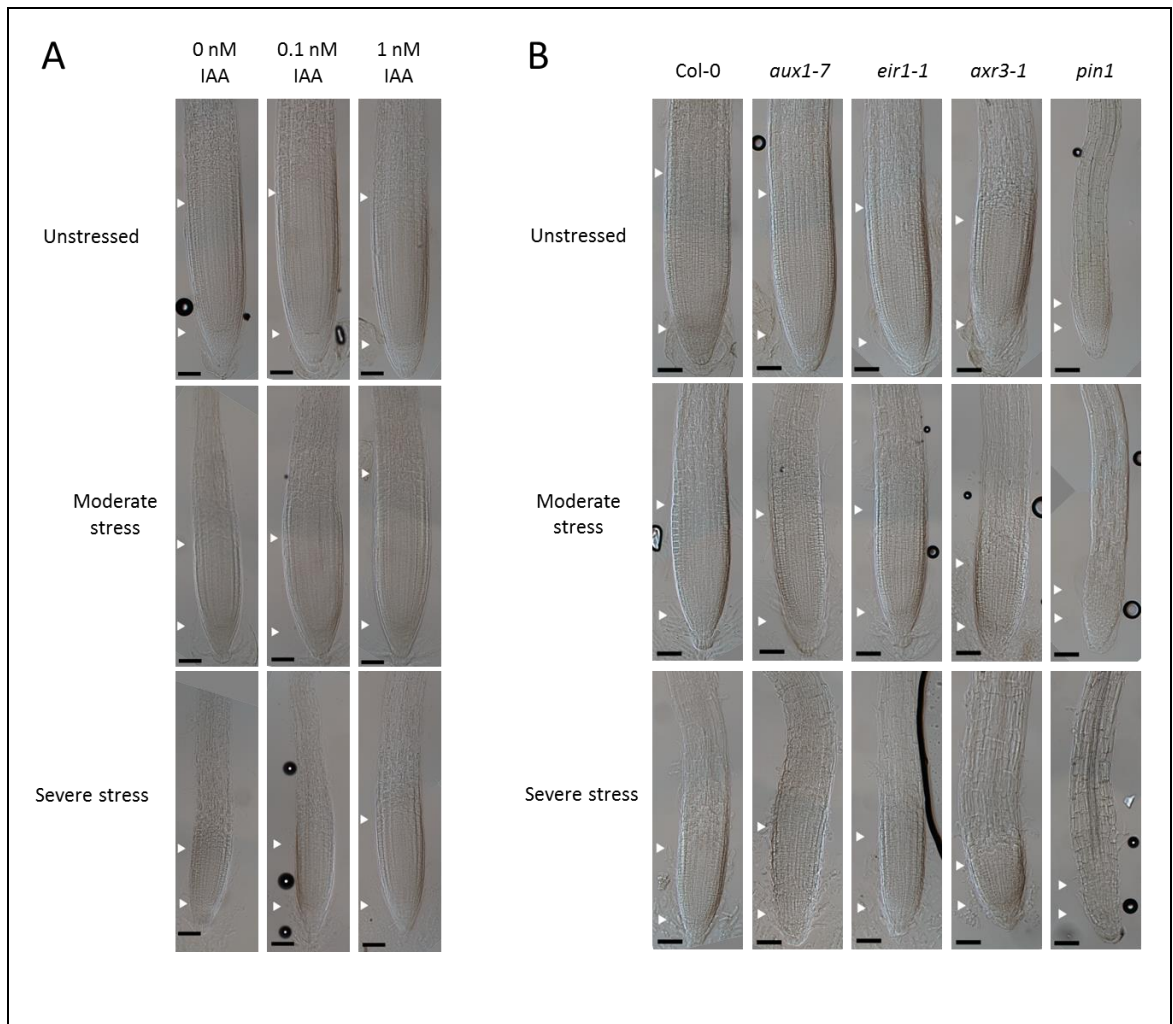 A
0 nM
IAA
0.1 nM
IAA
1 nM
IAA
Unstressed
Moderate
stress
Severe stress
B
Col-0
aux1-7
eir1-1
axr3-1
pin1
Unstressed
Moderate
stress
Severe stress